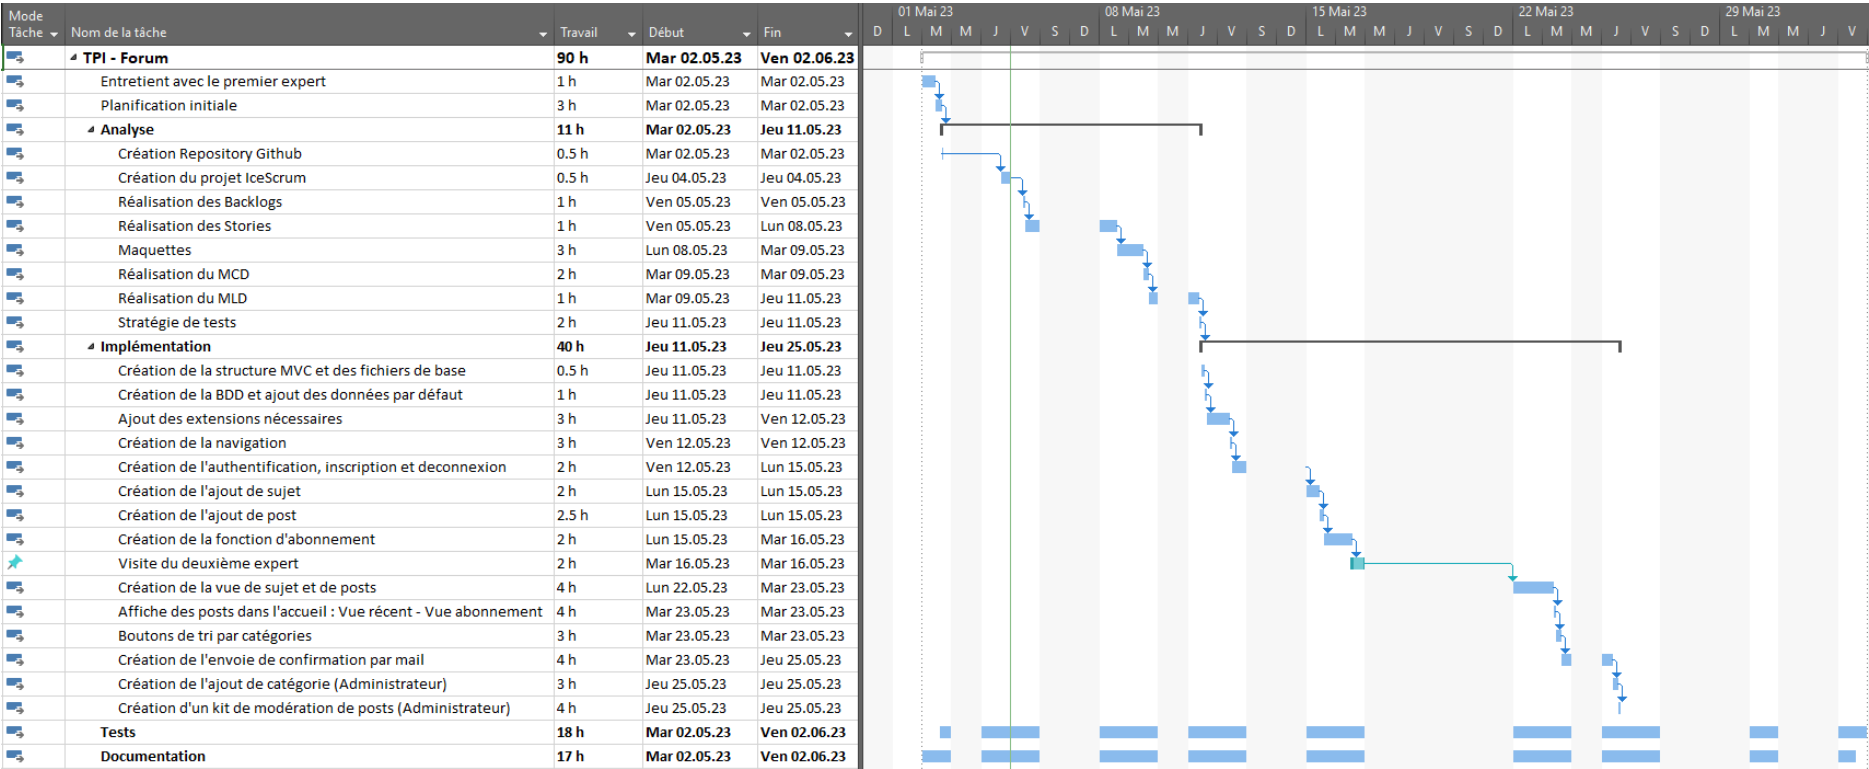 01 Mai 23 08 Mai 23 15 Mai 23 22 Mai 23 29 Mai 23
Mode Tâche Nom de la tâche Travail Début Fin D L M M J V S D L M M J V S D L M M J V S D L M M J V S D L M M J V
TPI - Forum 90 h Mar 02.05.23 Ven 02.06.23
Entretient avec le premier expert 1 h Mar 02.05.23 Mar 02.05.23
Planification initiale 3 h Mar 02.05.23 Mar 02.05.23
Analyse 11 h Mar 02.05.23 Jeu 11.05.23
Création Repository Github 0.5 h Mar 02.05.23 Mar 02.05.23
Création du projet IceScrum 0.5 h Jeu 04.05.23 Jeu 04.05.23
Réalisation des Backlogs 1 h Ven 05.05.23 Ven 05.05.23
Réalisation des Stories 1 h Ven 05.05.23 Lun 08.05.23
Maquettes 3 h Lun 08.05.23 Mar 09.05.23
Réalisation du MCD 2 h Mar 09.05.23 Mar 09.05.23
Réalisation du MLD 1 h Mar 09.05.23 Jeu 11.05.23
Stratégie de tests 2 h Jeu 11.05.23 Jeu 11.05.23
Implémentation 40 h Jeu 11.05.23 Jeu 25.05.23
Création de la structure MVC et des fichiers de base 0.5 h Jeu 11.05.23 Jeu 11.05.23
Création de la BDD et ajout des données par défaut 1 h Jeu 11.05.23 Jeu 11.05.23
Ajout des extensions nécessaires 3 h Jeu 11.05.23 Ven 12.05.23
Création de la navigation 3 h Ven 12.05.23 Ven 12.05.23
Création de l'authentification, inscription et deconnexion 2 h Ven 12.05.23 Lun 15.05.23
Création de l'ajout de sujet 2 h Lun 15.05.23 Lun 15.05.23
Création de l'ajout de post 2.5 h Lun 15.05.23 Lun 15.05.23
Création de la fonction d'abonnement 2 h Lun 15.05.23 Mar 16.05.23
Visite du deuxième expert 2 h Mar 16.05.23 Mar 16.05.23
Création de la vue de sujet et de posts 4 h Lun 22.05.23 Mar 23.05.23
Affiche des posts dans l'accueil : Vue récent - Vue abonnement 4 h Mar 23.05.23 Mar 23.05.23
Boutons de tri par catégories 3 h Mar 23.05.23 Mar 23.05.23
Création de l'envoie de confirmation par mail 4 h Mar 23.05.23 Jeu 25.05.23
Création de l'ajout de catégorie (Administrateur) 3 h Jeu 25.05.23 Jeu 25.05.23
Création d'un kit de modération de posts (Administrateur) 4 h Jeu 25.05.23 Jeu 25.05.23
Tests 18 h Mar 02.05.23 Ven 02.06.23
Documentation 17 h Mar 02.05.23 Ven 02.06.23